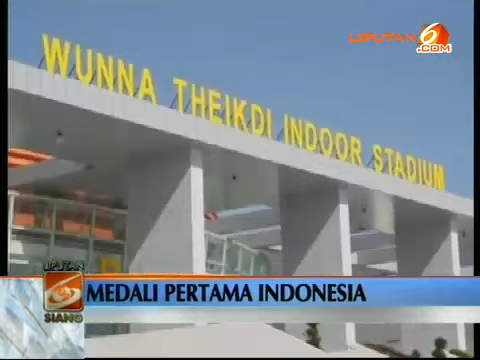 LIPUTAN 6
.COM
WUNNA THEIKDI INDOOR STADIUM
LIPUTAN
6
SIANG
MEDALI PERTAMA INDONESIA